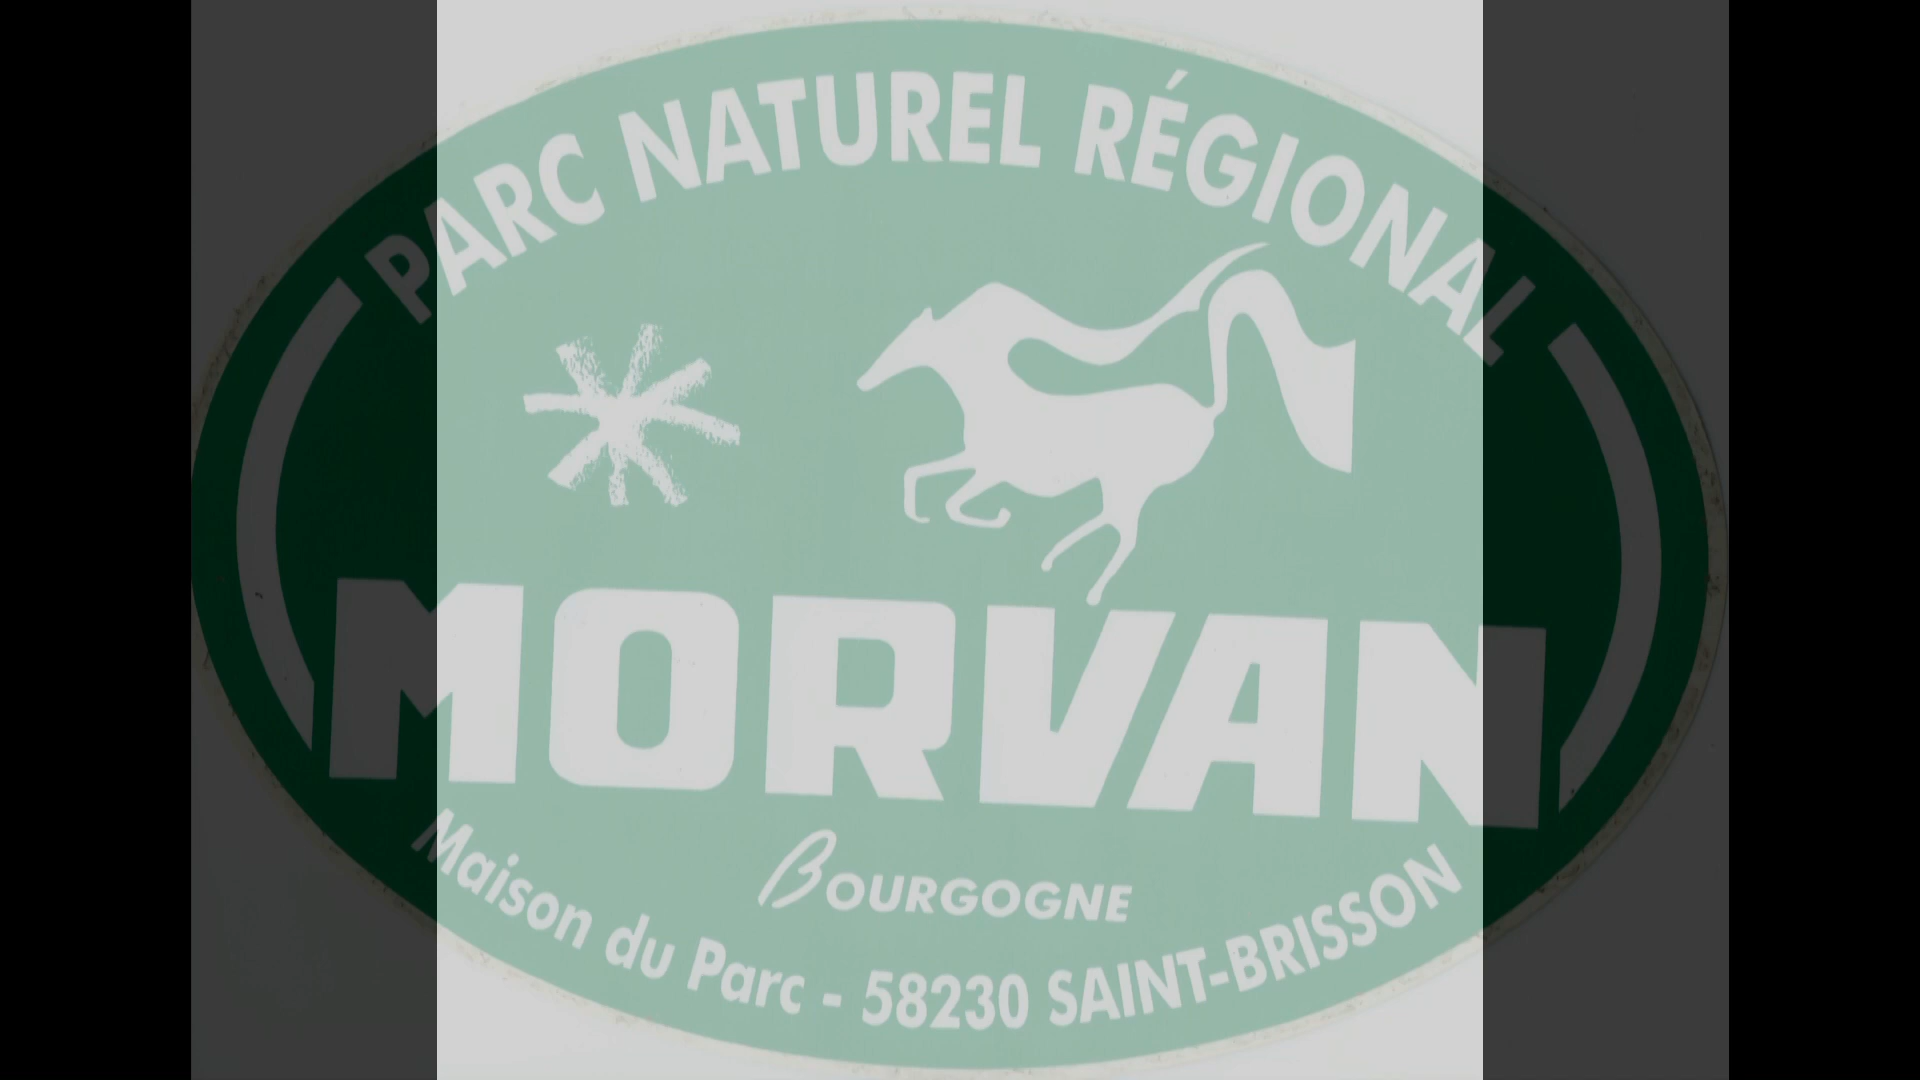 PARC NATUREL RÉGIONAL
MORVAN
BOURGOGNE
Maison du Parc - 58230 SAINT-BRISSON